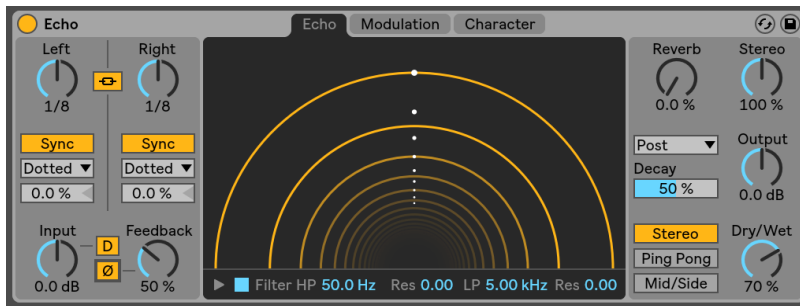 Echo
Echo Modulation Character
Left Right
1/8 1/8
Sync Sync
Dotted Dotted
0.0 % 0.0 %
Input Feedback
D
Ø
0.0 dB 50 %
Filter HP 50.0 Hz Res 0.00 LP 5.00 kHz Res 0.00
Reverb Stereo
0.0 % 100 %
Post Output
Decay
50 % 0.0 dB
Stereo Dry/Wet
Ping Pong
Mid/Side 70 %